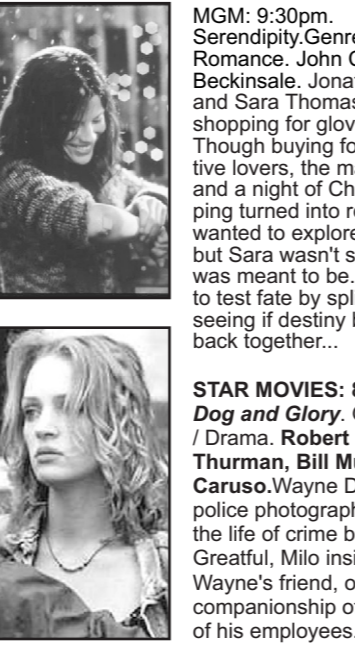 MGM: 9:30pm.
Serendipity.Genre
Romance. John C
Beckinsale. Jonat
and Sara Thomas
shopping for glov
Though buying fo
tive lovers, the ma
and a night of Ch
ping turned into ro
wanted to explore
but Sara wasn't s
was meant to be.
to test fate by spli
seeing if destiny b
back together...
STAR MOVIES: 8
Dog and Glory. C
/ Drama. Robert
Thurman, Bill Mu
Caruso.Wayne D
police photograph
the life of crime b
Greatful, Milo insi
Wayne's friend, o
companionship of
of his employees.